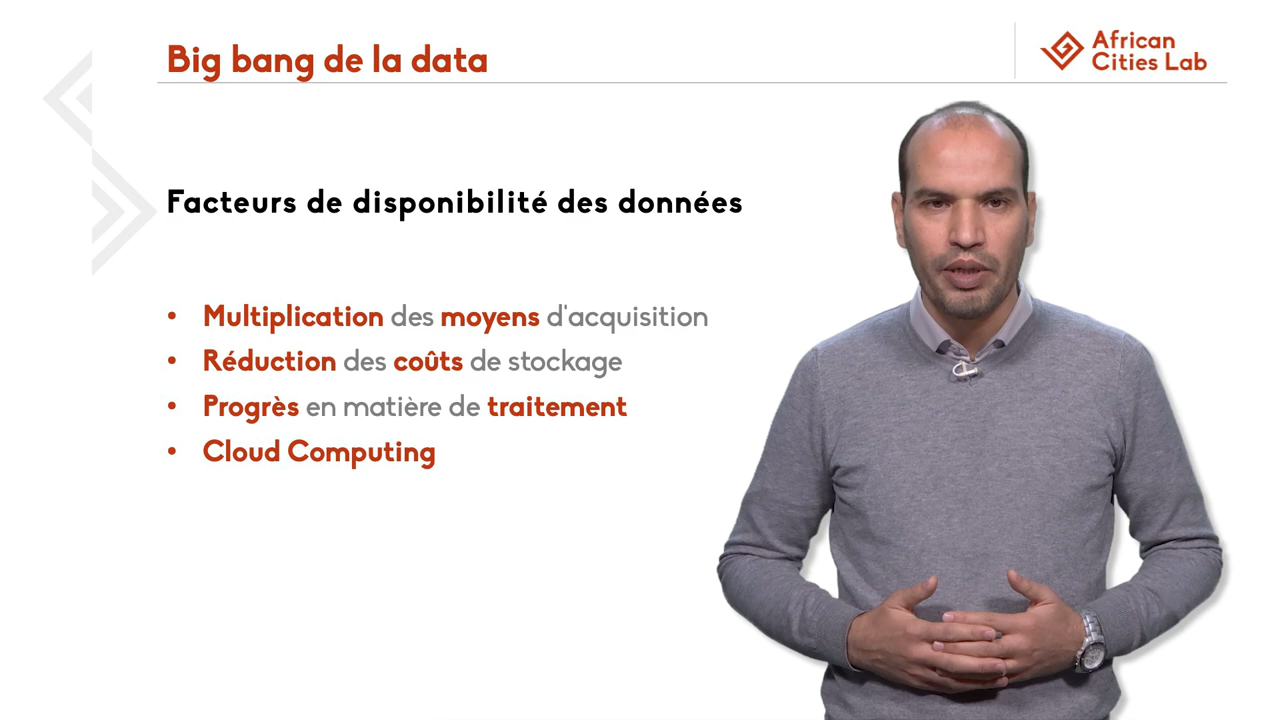 Big bang de la data
African
Cities Lab
Facteurs de disponibilité des données
• Multiplication des moyens d'acquisition
• Réduction des coûts de stockage
• Progrès en matière de traitement
• Cloud Computing